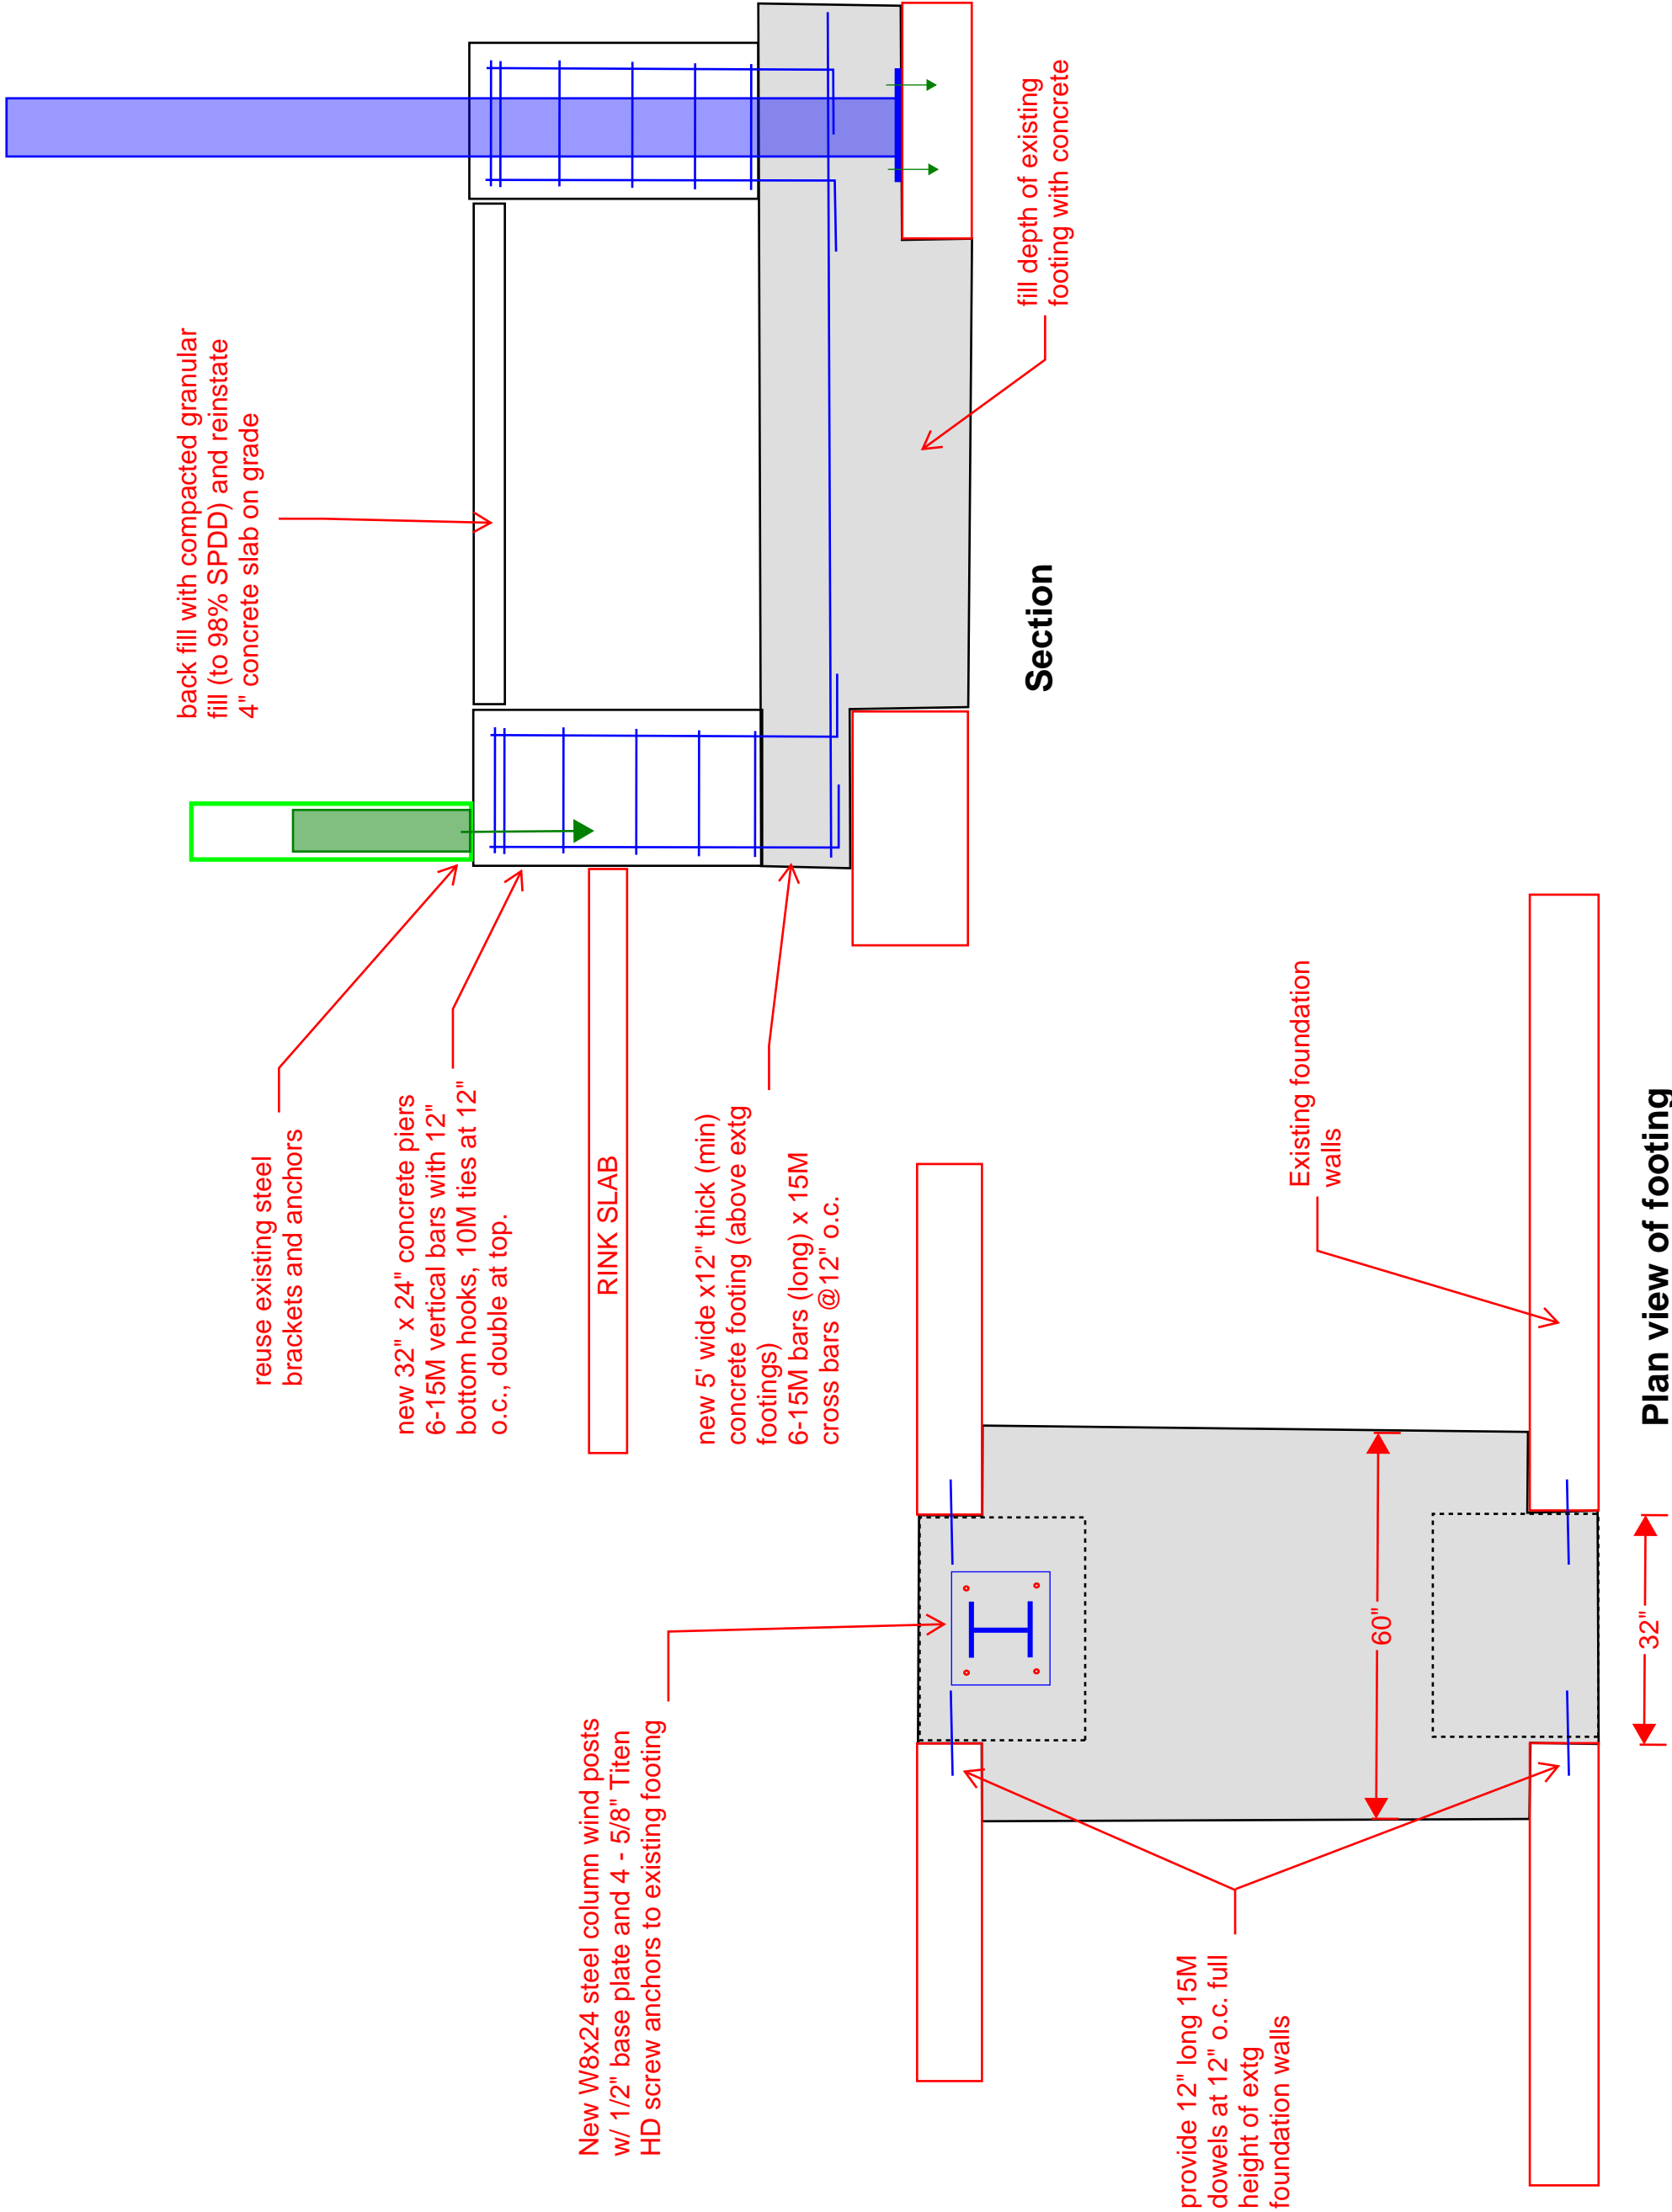 back fill with compacted granular
fill (to 98% SPDD) and reinstate
4" concrete slab on grade
fill depth of existing
footing with concrete
Section
reuse existing steel
brackets and anchors
new 32" x 24" concrete piers
6-15M vertical bars with 12"
bottom hooks, 10M ties at 12"
o.c., double at top.
RINK SLAB
new 5' wide x12" thick (min)
concrete footing (above extg
footings)
6-15M bars (long) x 15M
cross bars @12" o.c.
Existing foundation
walls
New W8x24 steel column wind posts
w/ 1/2" base plate and 4 - 5/8" Titen
HD screw anchors to existing footing
60"
32"
provide 12" long 15M
dowels at 12" o.c. full
height of extg
foundation walls
Plan view of footing